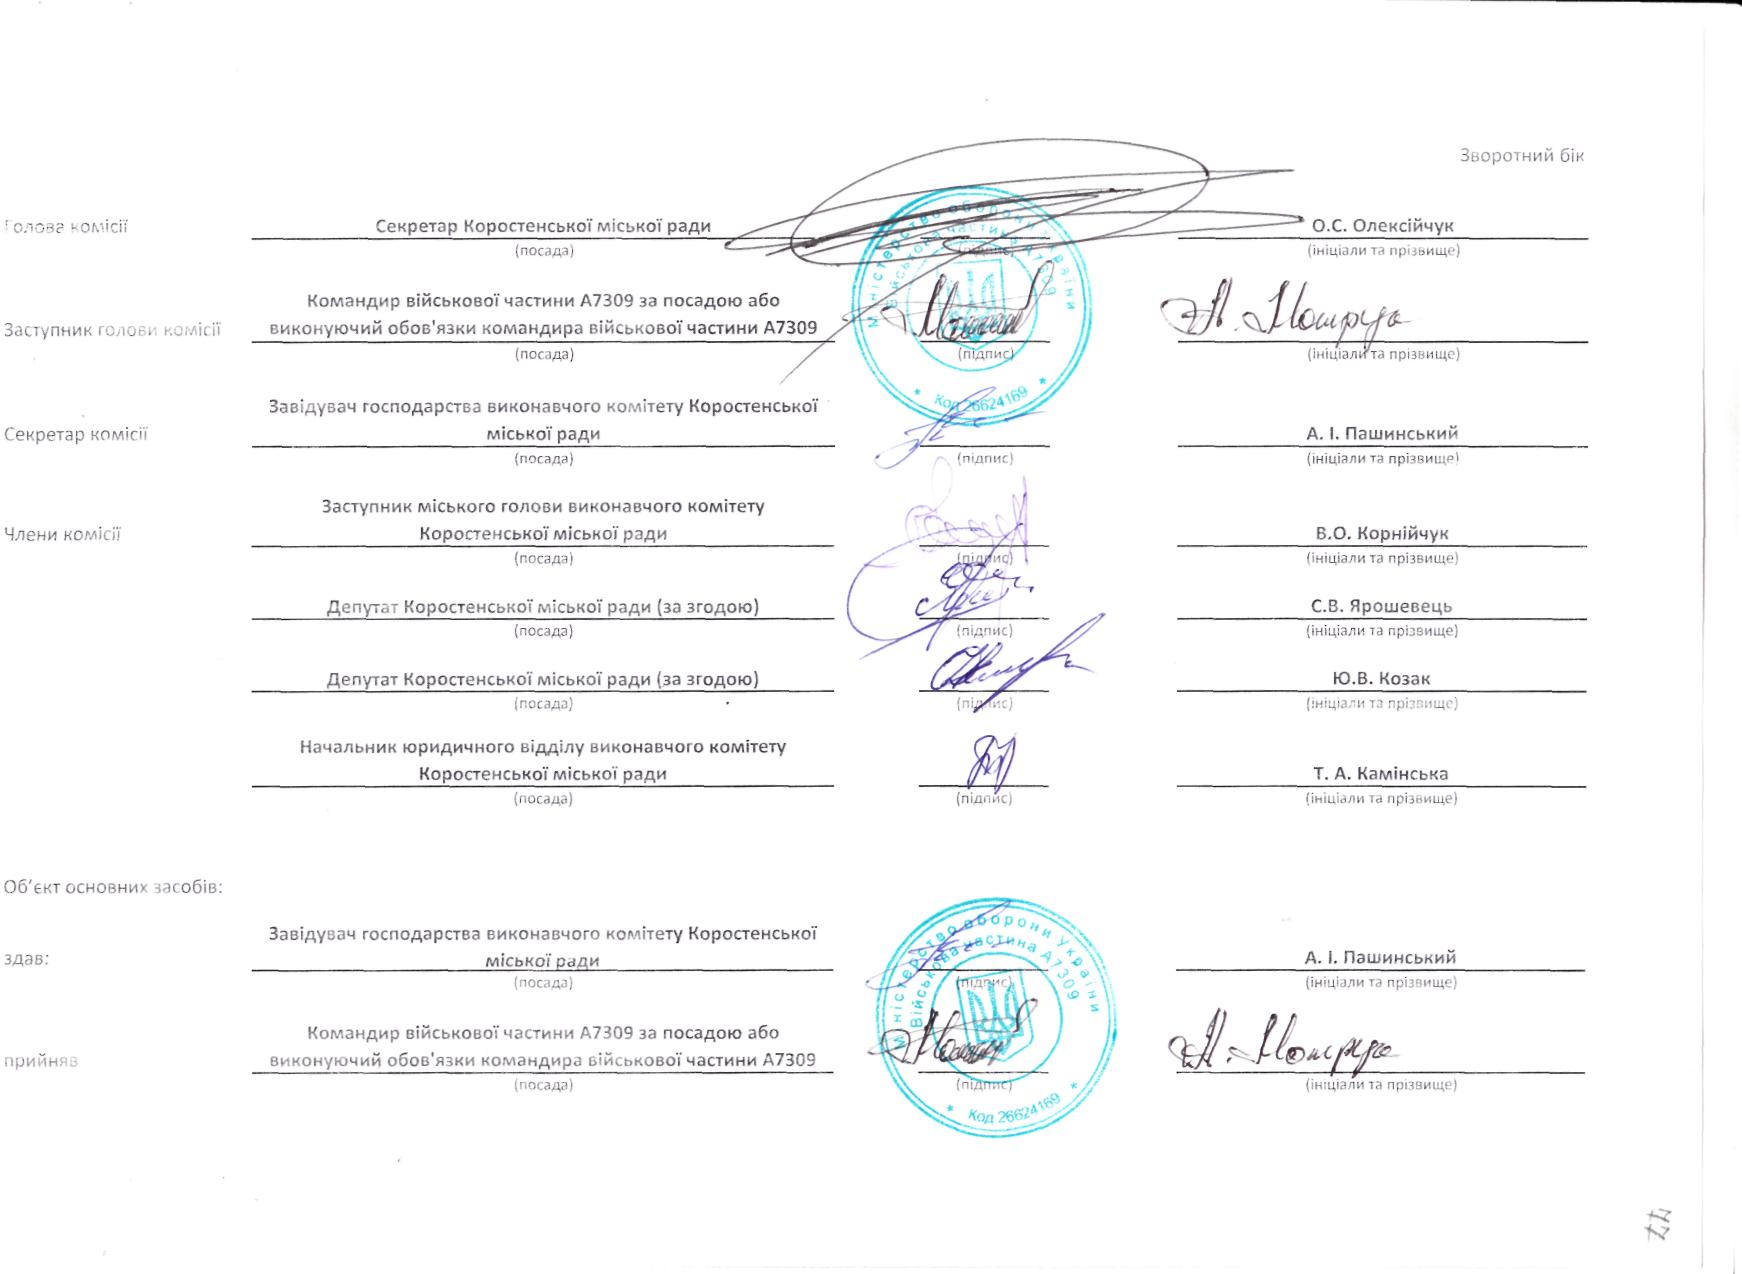 Зворотний бік
Голова комісії
Секретар Коростенської міської ради
О.С. Олексійчук
(посада)
(підпис)
(ініціали та прізвище)
Заступник голови комісії
Командир військової частини А7309 за посадою або
виконуючий обов'язки командира військової частини А7309
(посада)
(підпис)
(ініціали та прізвище)
Міністерство оборони України
Військова частина А7309
* Код 26624169 *
Секретар комісії
Завідувач господарства виконавчого комітету Коростенської
міської ради
А. І. Пашинський
(посада)
(підпис)
(ініціали та прізвище)
Члени комісії
Заступник міського голови виконавчого комітету
Коростенської міської ради
В.О. Корнійчук
(посада)
(підпис)
(ініціали та прізвище)
Депутат Коростенської міської ради (за згодою)
С.В. Ярошевець
(посада)
(підпис)
(ініціали та прізвище)
Депутат Коростенської міської ради (за згодою)
Ю.В. Козак
(посада)
(підпис)
(ініціали та прізвище)
Начальник юридичного відділу виконавчого комітету
Коростенської міської ради
Т. А. Камінська
(посада)
(підпис)
(ініціали та прізвище)
Об’єкт основних засобів:
здав:
Завідувач господарства виконавчого комітету Коростенської
міської ради
А. І. Пашинський
(посада)
(підпис)
(ініціали та прізвище)
прийняв
Командир військової частини А7309 за посадою або
виконуючий обов'язки командира військової частини А7309
(посада)
(підпис)
(ініціали та прізвище)
Міністерство оборони України
Військова частина А7309
* Код 26624169 *
77